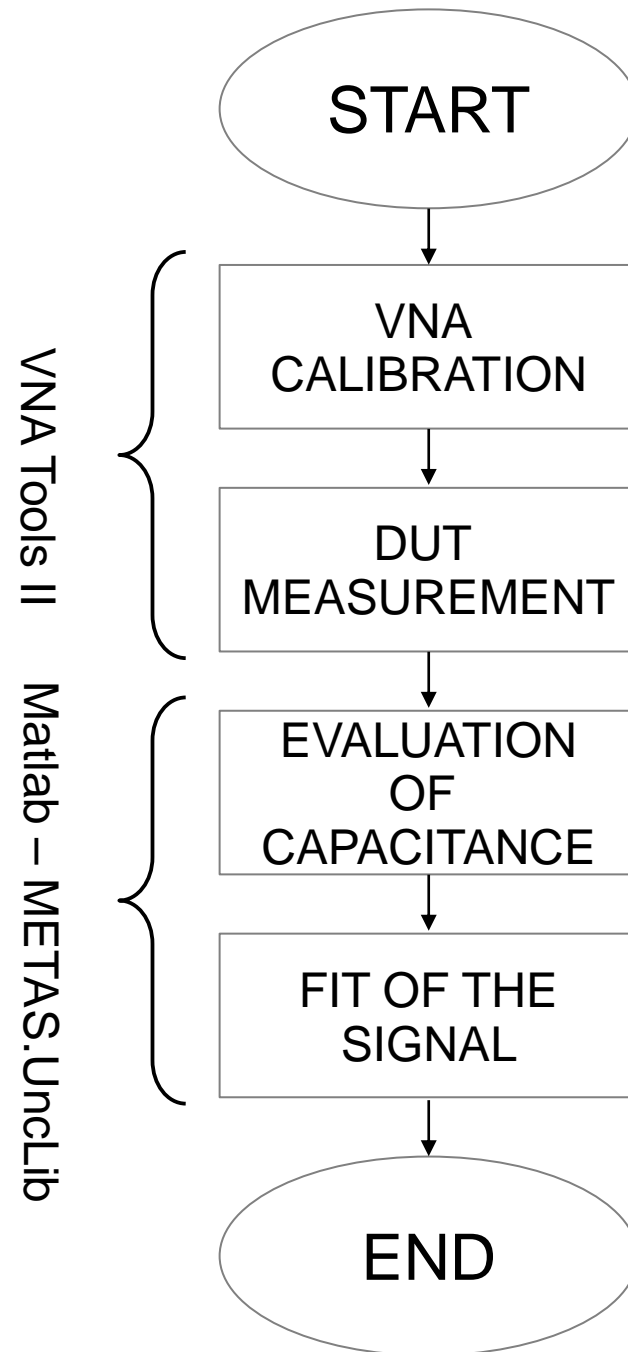 START
VNA
CALIBRATION
DUT
MEASUREMENT
VNA Tools II
EVALUATION
OF
CAPACITANCE
FIT OF THE
SIGNAL
Matlab – METAS.UncLib
END